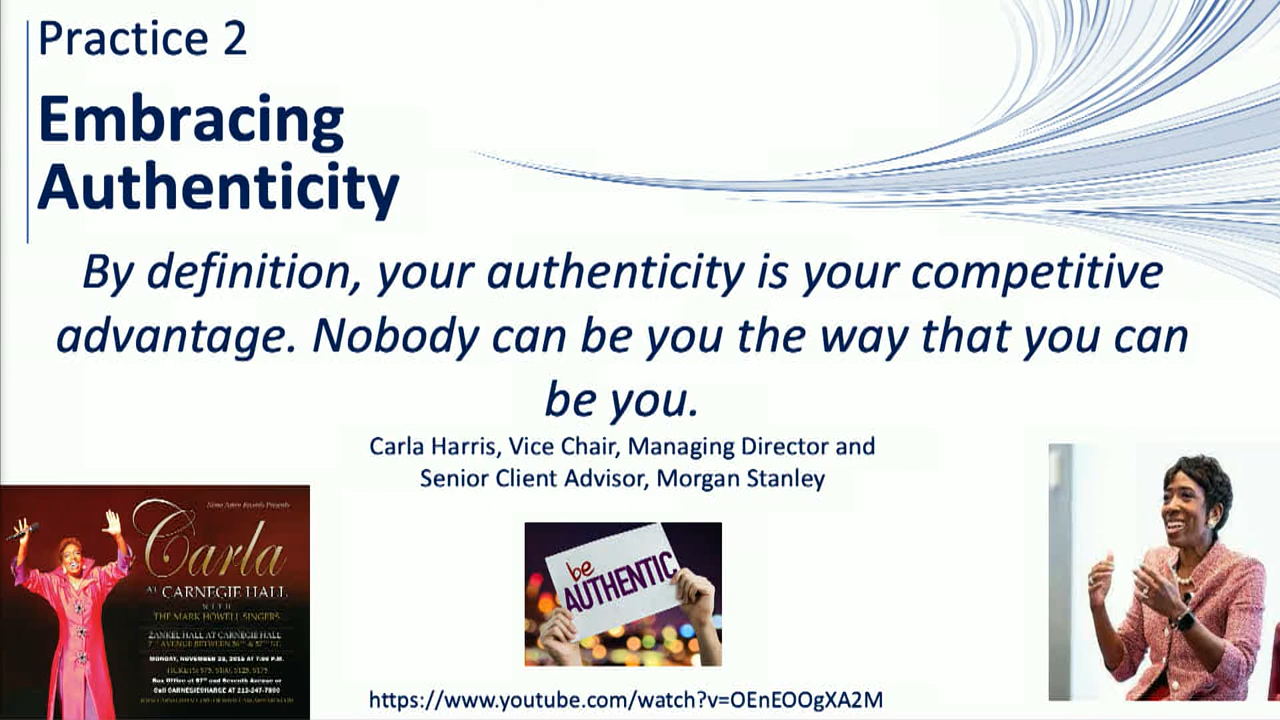 Practice 2
Embracing
Authenticity
By definition, your authenticity is your competitive
advantage. Nobody can be you the way that you can
be you.
Carla Harris, Vice Chair, Managing Director and
Senior Client Advisor, Morgan Stanley
Carla
AT CARNEGIE HALL
WITH
THE MARK HOWELL SINGERS
ZANKEL HALL AT CARNEGIE HALL
be
AUTHENTIC
https://www.youtube.com/watch?v=OEnEOOgXA2M